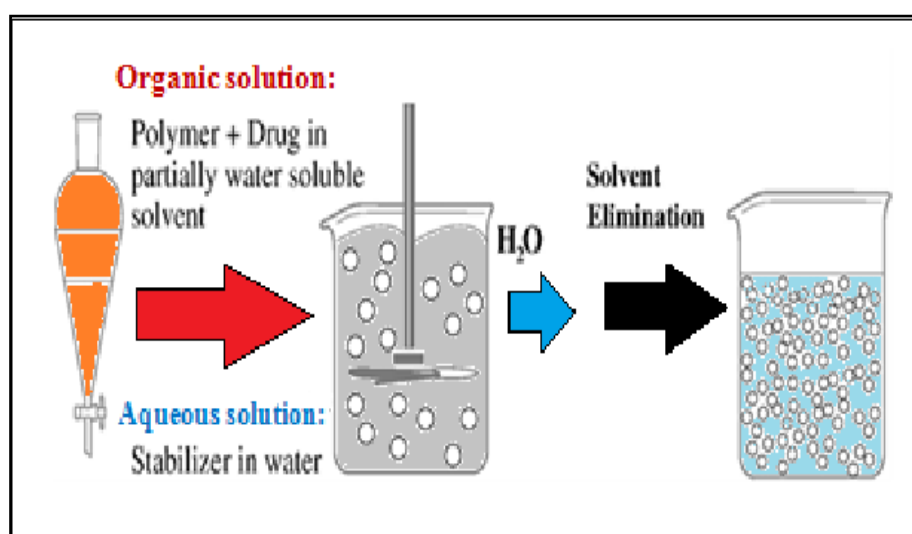 Organic solution:
Polymer + Drug in
partially water soluble
solvent
H₂O
Solvent
Elimination
Aqueous solution:
Stabilizer in water